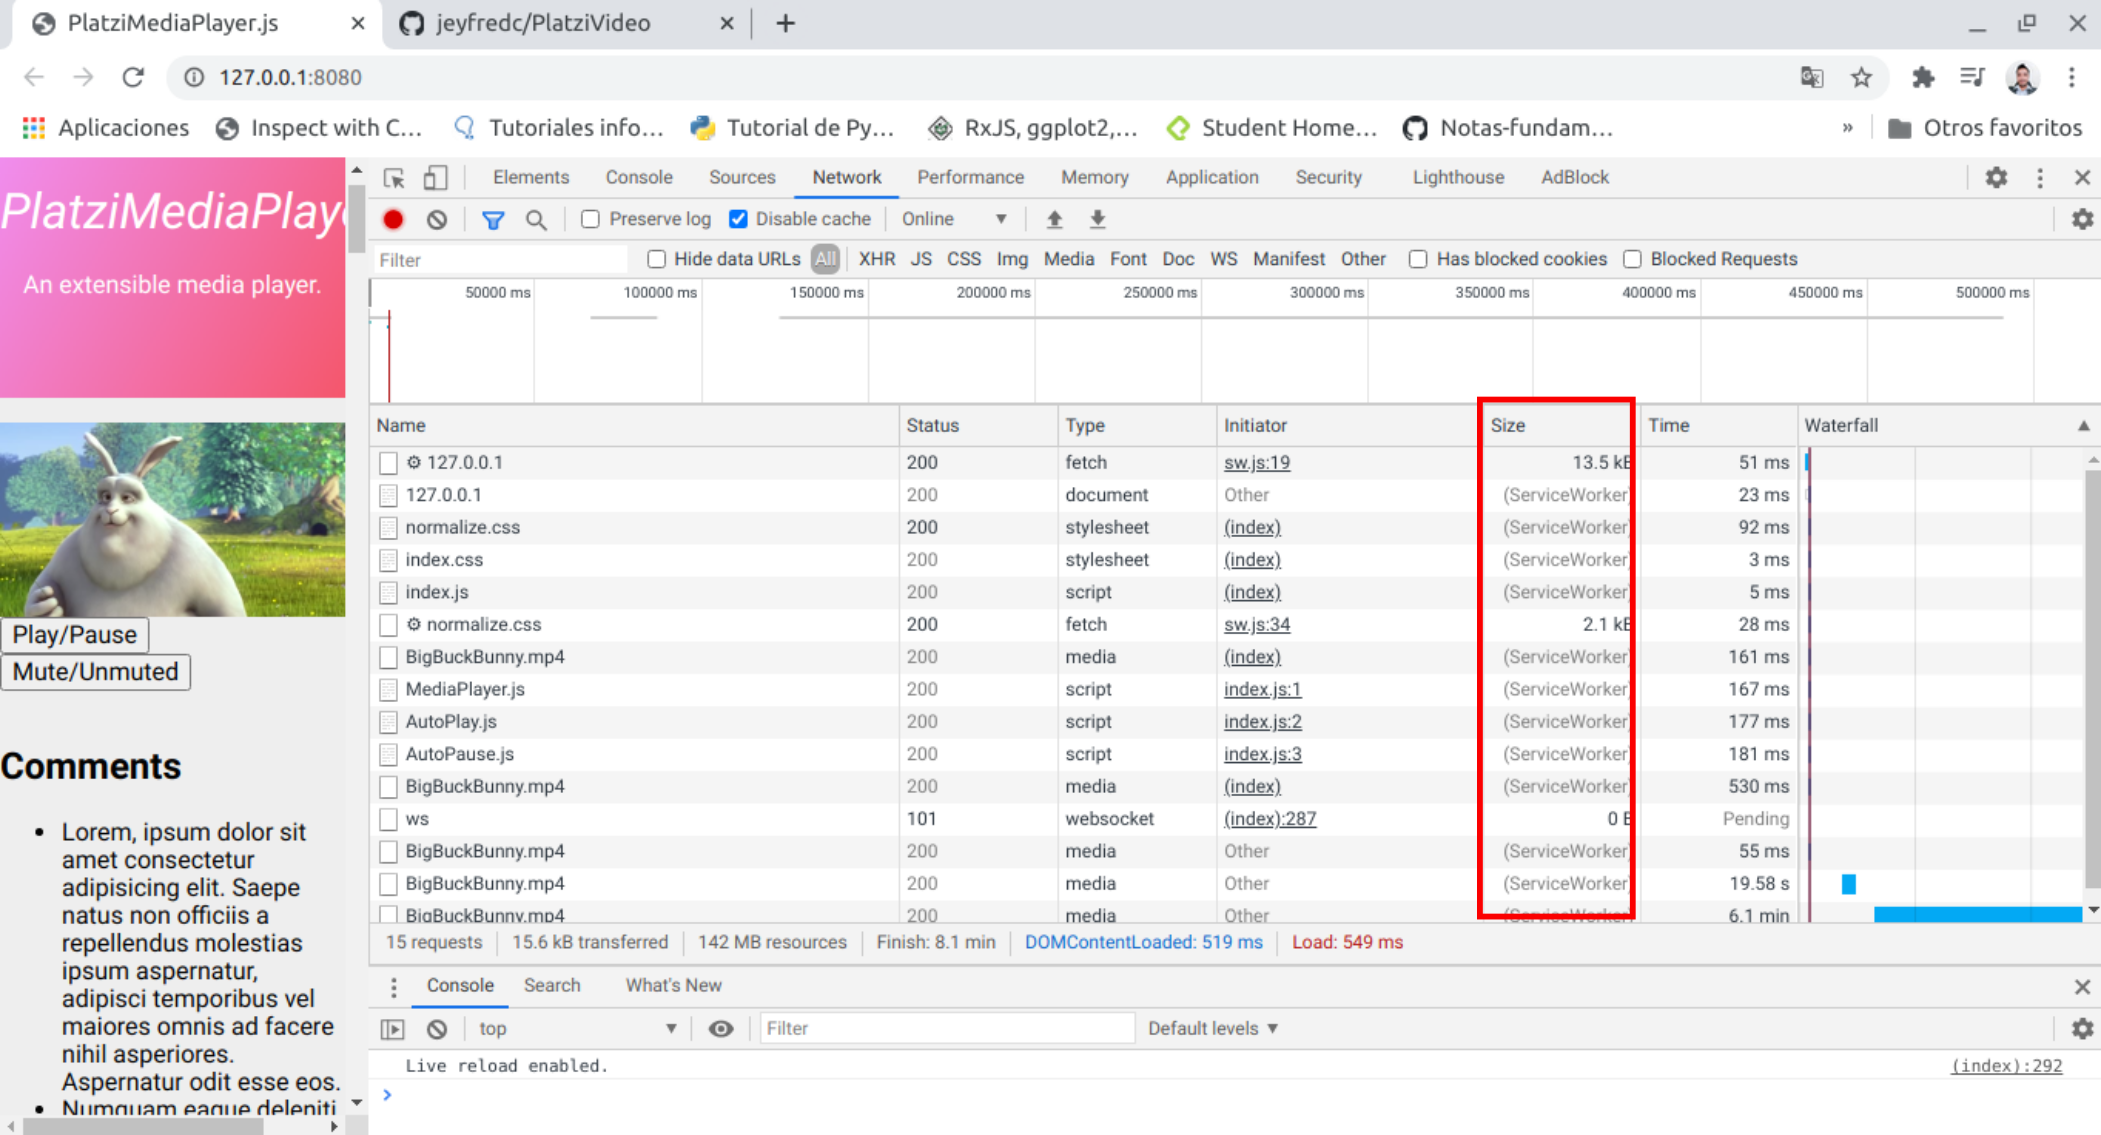 PlatziMediaPlayer.js
jeyfredc/PlatziVideo
127.0.0.1:8080
Aplicaciones
Inspect with C...
Tutoriales info...
Tutorial de Py...
RxJS, ggplot2,...
Student Home...
Notas-fundam...
»
Otros favoritos
PlatziMediaPlaye
An extensible media player.
Play/Pause
Mute/Unmuted
Comments
• Lorem, ipsum dolor sit
amet consectetur
adipisicing elit. Saepe
natus non officiis a
repellendus molestias
ipsum aspernatur,
adipisci temporibus vel
maiores omnis ad facere
nihil asperiores.
Aspernatur odit esse eos.
• Numquam eaque deleniti
Elements Console Sources Network Performance Memory Application Security Lighthouse AdBlock
Preserve log Disable cache Online
Filter Hide data URLs All XHR JS CSS Img Media Font Doc WS Manifest Other Has blocked cookies Blocked Requests
50000 ms 100000 ms 150000 ms 200000 ms 250000 ms 300000 ms 350000 ms 400000 ms 450000 ms 500000 ms
Name Status Type Initiator Size Time Waterfall
127.0.0.1 200 fetch sw.js:19 13.5 kB 51 ms
127.0.0.1 200 document Other (ServiceWorker) 23 ms
normalize.css 200 stylesheet (index) (ServiceWorker) 92 ms
index.css 200 stylesheet (index) (ServiceWorker) 3 ms
index.js 200 script (index) (ServiceWorker) 5 ms
normalize.css 200 fetch sw.js:34 2.1 kB 28 ms
BigBuckBunny.mp4 200 media (index) (ServiceWorker) 161 ms
MediaPlayer.js 200 script index.js:1 (ServiceWorker) 167 ms
AutoPlay.js 200 script index.js:2 (ServiceWorker) 177 ms
AutoPause.js 200 script index.js:3 (ServiceWorker) 181 ms
BigBuckBunny.mp4 200 media (index) (ServiceWorker) 530 ms
ws 101 websocket (index):287 0 B Pending
BigBuckBunny.mp4 200 media Other (ServiceWorker) 55 ms
BigBuckBunny.mp4 200 media Other (ServiceWorker) 19.58 s
BigBuckBunny.mp4 200 media Other (ServiceWorker) 6.1 min
15 requests 15.6 kB transferred 142 MB resources Finish: 8.1 min DOMContentLoaded: 519 ms Load: 549 ms
Console Search What's New
top Filter Default levels
Live reload enabled. (index):292